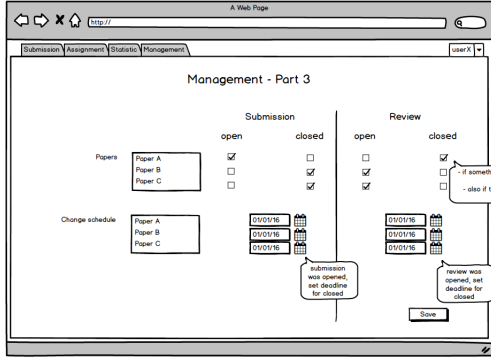 A Web Page
http://
Submission Assignment Statistic Management
userX
Management - Part 3
Submission Review
open closed open closed
Papers
Paper A
Paper B
Paper C
- if someth
- also if t
Change schedule
Paper A
Paper B
Paper C
01/01/16 01/01/16
01/01/16 01/01/16
01/01/16 01/01/16
submission
was opened,
set deadline
for closed
review was
opened, set
deadline for
closed
Save